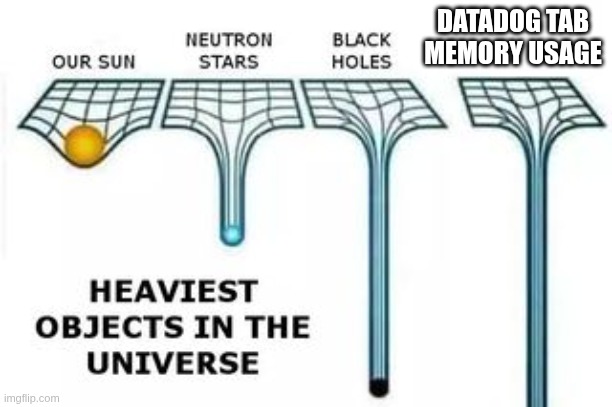 OUR SUN
NEUTRON
STARS
BLACK
HOLES
DATADOG TAB
MEMORY USAGE
HEAVIEST
OBJECTS IN THE
UNIVERSE
imgflip.com